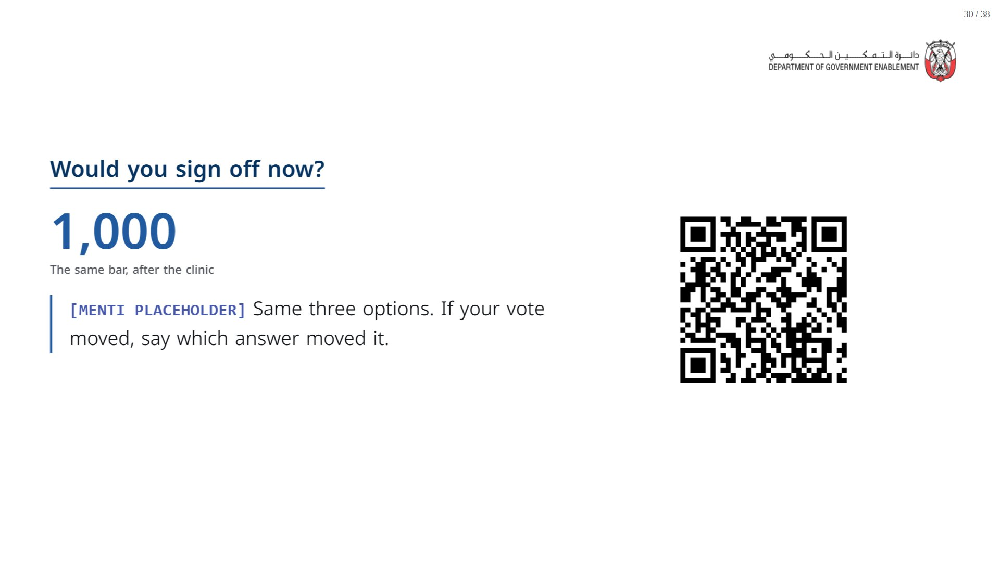 30 / 38
دائرة التمكين الحكومي
DEPARTMENT OF GOVERNMENT ENABLEMENT
Would you sign off now?
1,000
The same bar, after the clinic
[MENTI PLACEHOLDER] Same three options. If your vote
moved, say which answer moved it.